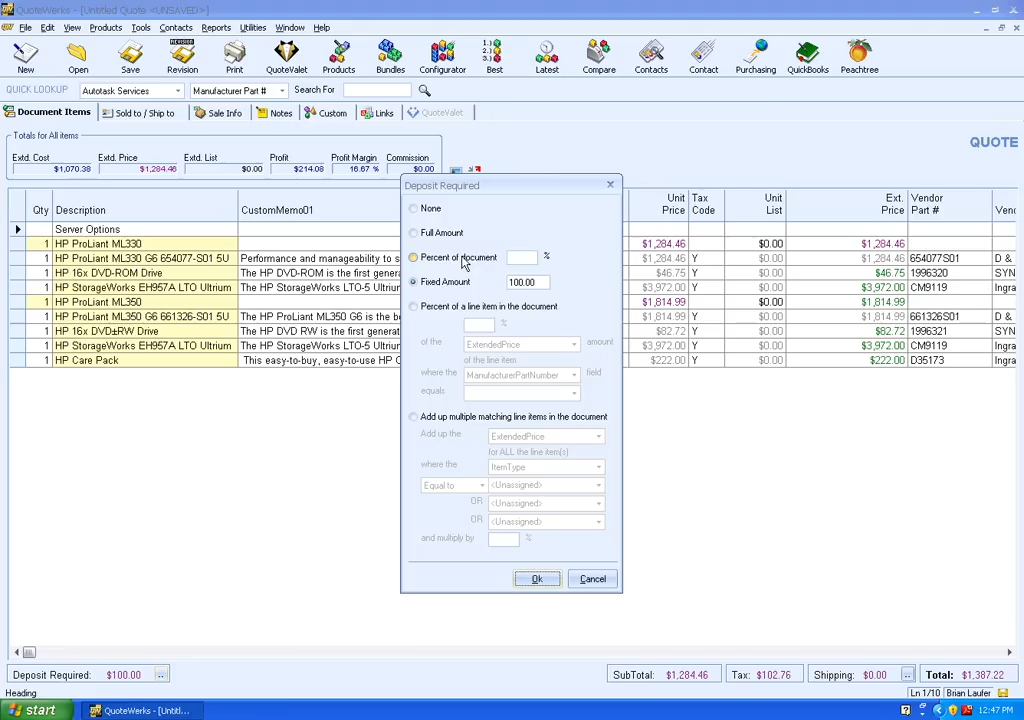 QuoteWerks - [Untitled Quote <UNSAVED>]
File Edit View Products Tools Contacts Reports Utilities Window Help
New Open Save Revision Print QuoteValet Products Bundles Configurator Best Latest Compare Contacts Contact Purchasing QuickBooks Peachtree
QUICK LOOKUP Autotask Services Manufacturer Part # Search For
Document Items Sold to / Ship to Sale Info Notes Custom Links QuoteValet
Totals for All items
QUOTE
Extd. Cost Extd. Price Extd. List Profit Profit Margin Commission
$1,070.38 $1,284.46 $0.00 $214.08 16.67 % $0.00
Qty Description CustomMemo01 Unit Price Tax Code Unit List Ext. Price Vendor Part #
Server Options
1 HP ProLiant ML330 $1,284.46 $0.00 $1,284.46
1 HP ProLiant ML330 G6 654077-S01 5U Performance and manageability to s $1,284.46 Y $0.00 $1,284.46 654077S01 D &
1 HP 16x DVD-ROM Drive The HP DVD-ROM is the first genera $46.75 Y $0.00 $46.75 1996320 SYN
1 HP StorageWorks EH957A LTO Ultrium The HP StorageWorks LTO-5 Ultrium $3,972.00 Y $0.00 $3,972.00 CM9119 Ingra
1 HP ProLiant ML350 $1,814.99 $0.00 $1,814.99
1 HP ProLiant ML350 G6 661326-S01 5U The HP ProLiant ML350 G6 is the be $1,814.99 Y $0.00 $1,814.99 661326S01 D &
1 HP 16x DVD±RW Drive The HP DVD RW is the first generat $82.72 Y $0.00 $82.72 1996321 SYN
1 HP StorageWorks EH957A LTO Ultrium The HP StorageWorks LTO-5 Ultrium $3,972.00 Y $0.00 $3,972.00 CM9119 Ingra
1 HP Care Pack This easy-to-buy, easy-to-use HP C $222.00 Y $0.00 $222.00 D35173 Ingra
Deposit Required
None
Full Amount
Percent of document %
Fixed Amount 100.00
Percent of a line item in the document
%
of the ExtendedPrice amount
of the line item
where the ManufacturerPartNumber field
equals
Add up multiple matching line items in the document
Add up the ExtendedPrice
for ALL the line item(s)
where the ItemType
Equal to <Unassigned>
OR <Unassigned>
OR <Unassigned>
and multiply by %
Ok Cancel
Deposit Required: $100.00 ... SubTotal: $1,284.46 Tax: $102.76 Shipping: $0.00 ... Total: $1,387.22
Heading Ln 1/10 Brian Laufer
start QuoteWerks - [Untitl... 12:47 PM